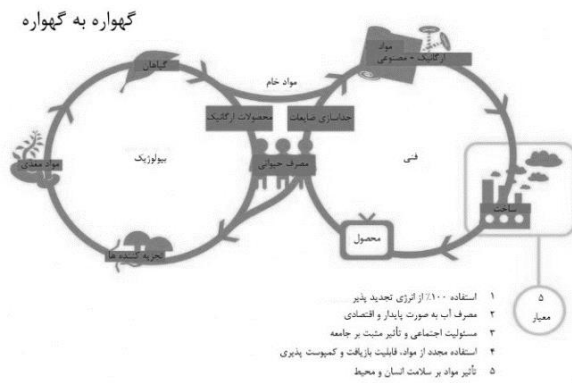 گهواره به گهواره
مواد
ارگانیک - مصنوعی
گیاهان
مواد خام
محصولات ارگانیک
جداسازی ضایعات
مواد مغذی
بیولوژیک
مصرف حیوانی
فنی
ساخت
محصول
تجزیه کننده ها
۵
معیار
۱ استفاده ۱۰۰٪ از انرژی تجدید پذیر
۲ مصرف آب به صورت پایدار و اقتصادی
۳ مسئولیت اجتماعی و تأثیر مثبت بر جامعه
۴ استفاده مجدد از مواد، قابلیت بازیافت و کمپوست پذیری
۵ تأثیر مواد بر سلامت انسان و محیط